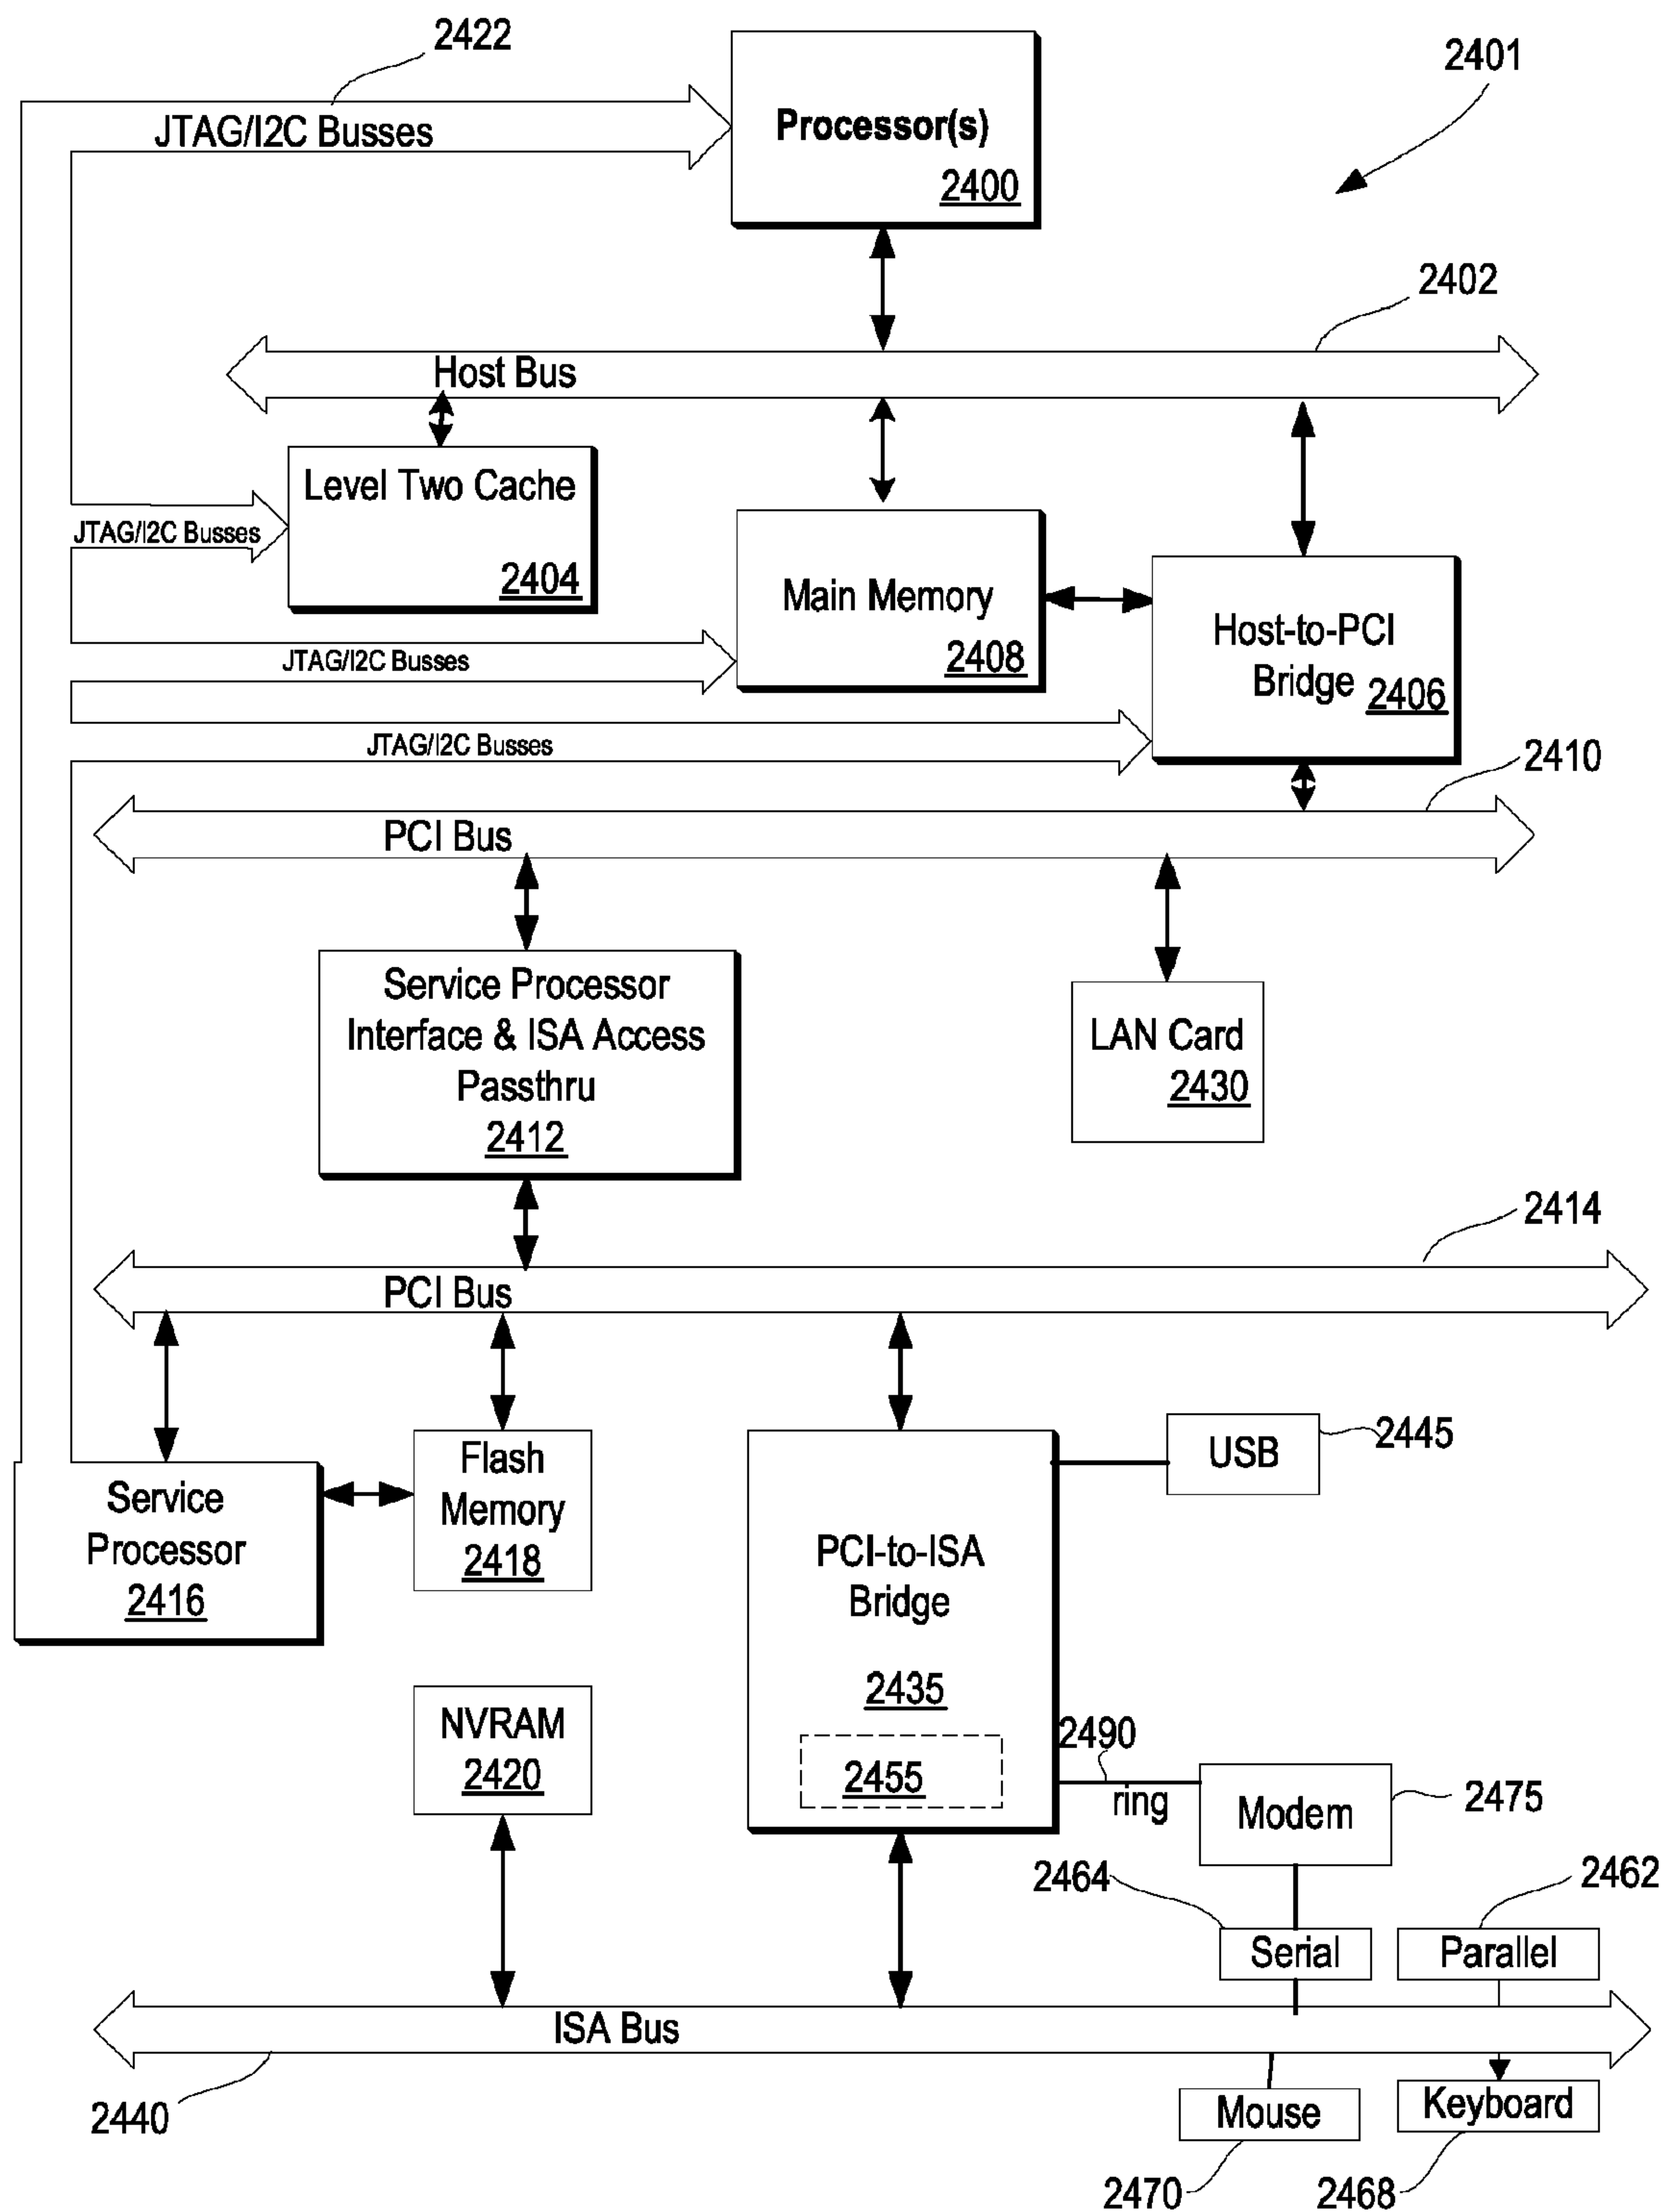 2422
2401
JTAG/I2C Busses
Processor(s)
2400
2402
Host Bus
Level Two Cache
2404
JTAG/I2C Busses
Main Memory
2408
Host-to-PCI
Bridge 2406
JTAG/I2C Busses
JTAG/I2C Busses
2410
PCI Bus
Service Processor
Interface & ISA Access
Passthru
2412
LAN Card
2430
2414
PCI Bus
USB
2445
Flash
Memory
2418
Service
Processor
2416
PCI-to-ISA
Bridge
2435
2455
NVRAM
2420
2490
ring
Modem
2475
2464
2462
Serial
Parallel
ISA Bus
2440
Mouse
Keyboard
2470
2468